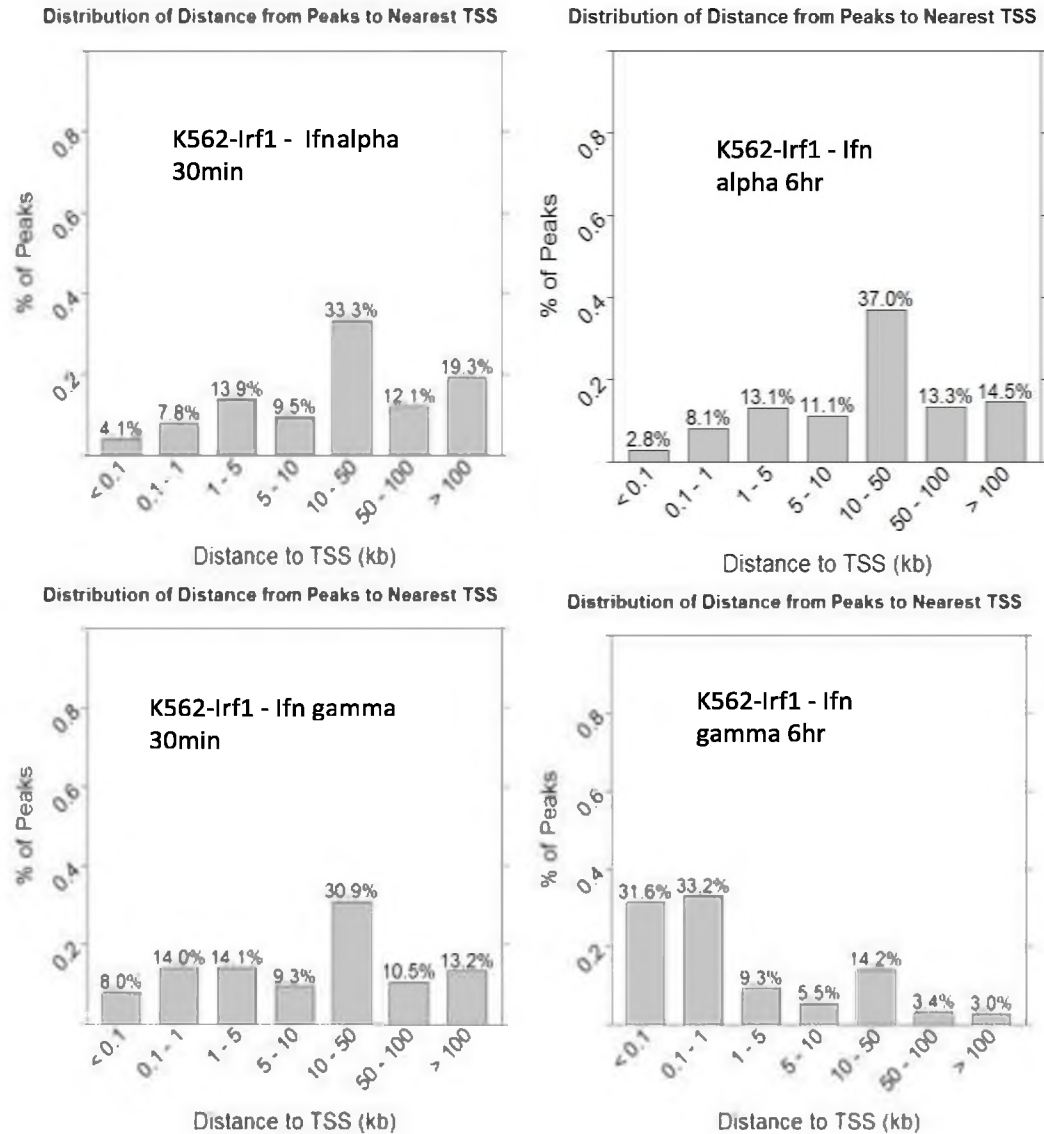 Distribution of Distance from Peaks to Nearest TSS
K562-Irf1 - Ifnalpha
30min
% of Peaks
0.8
0.6
0.4
0.2
4.1%
7.8%
13.9%
9.5%
33.3%
12.1%
19.3%
< 0.1
0.1 - 1
1 - 5
5 - 10
10 - 50
50 - 100
> 100
Distance to TSS (kb)
Distribution of Distance from Peaks to Nearest TSS
K562-Irf1 - Ifn
alpha 6hr
% of Peaks
0.8
0.6
0.4
0.2
2.8%
8.1%
13.1%
11.1%
37.0%
13.3%
14.5%
< 0.1
0.1 - 1
1 - 5
5 - 10
10 - 50
50 - 100
> 100
Distance to TSS (kb)
Distribution of Distance from Peaks to Nearest TSS
K562-Irf1 - Ifn gamma
30min
% of Peaks
0.8
0.6
0.4
0.2
8.0%
14.0%
14.1%
9.3%
30.9%
10.5%
13.2%
< 0.1
0.1 - 1
1 - 5
5 - 10
10 - 50
50 - 100
> 100
Distance to TSS (kb)
Distribution of Distance from Peaks to Nearest TSS
K562-Irf1 - Ifn
gamma 6hr
% of Peaks
0.8
0.6
0.4
0.2
31.6%
33.2%
9.3%
5.5%
14.2%
3.4%
3.0%
< 0.1
0.1 - 1
1 - 5
5 - 10
10 - 50
50 - 100
> 100
Distance to TSS (kb)